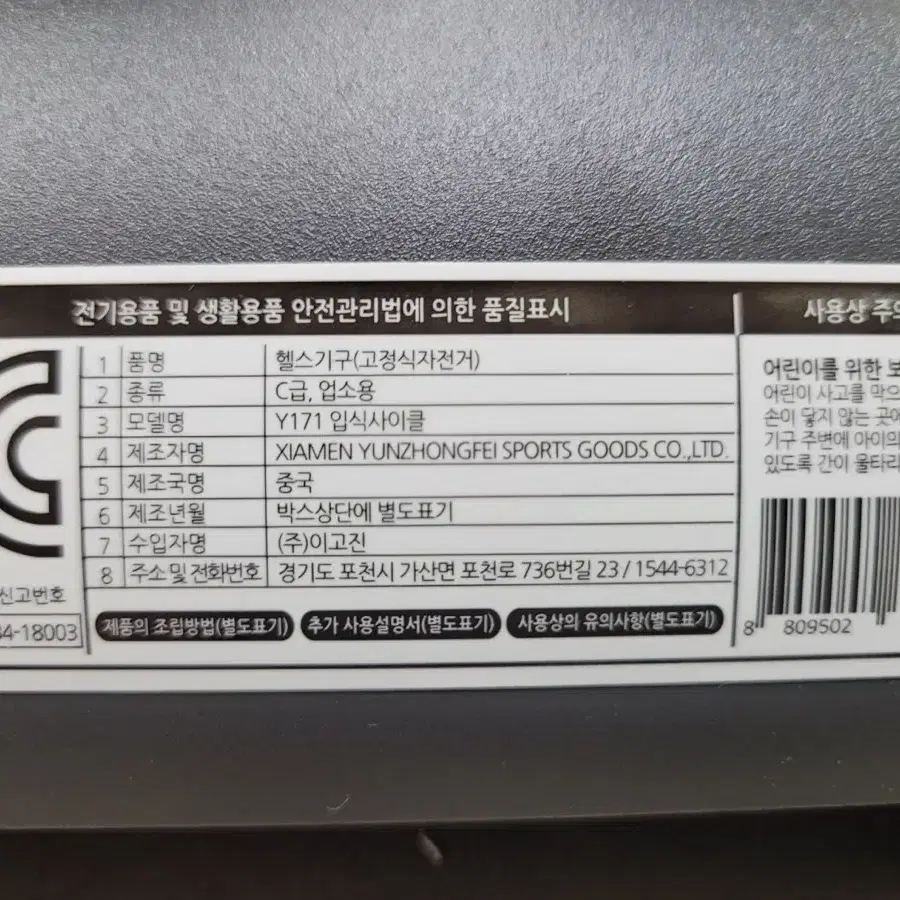 전기용품 및 생활용품 안전관리법에 의한 품질표시
1 품명 헬스기구(고정식자전거)
2 종류 C급, 업소용
3 모델명 Y171 입식사이클
4 제조자명 XIAMEN YUNZHONGFEI SPORTS GOODS CO.,LTD.
5 제조국명 중국
6 제조년월 박스상단에 별도표기
7 수입자명 (주)이고진
8 주소 및 전화번호 경기도 포천시 가산면 포천로 736번길 23 / 1544-6312
신고번호
34-18003
제품의 조립방법(별도표기) 추가 사용설명서(별도표기) 사용상의 유의사항(별도표기)
사용상 주의
어린이를 위한 보
어린이 사고를 막으
손이 닿지 않는 곳에
기구 주변에 아이의
있도록 간이 울타리
8 809502